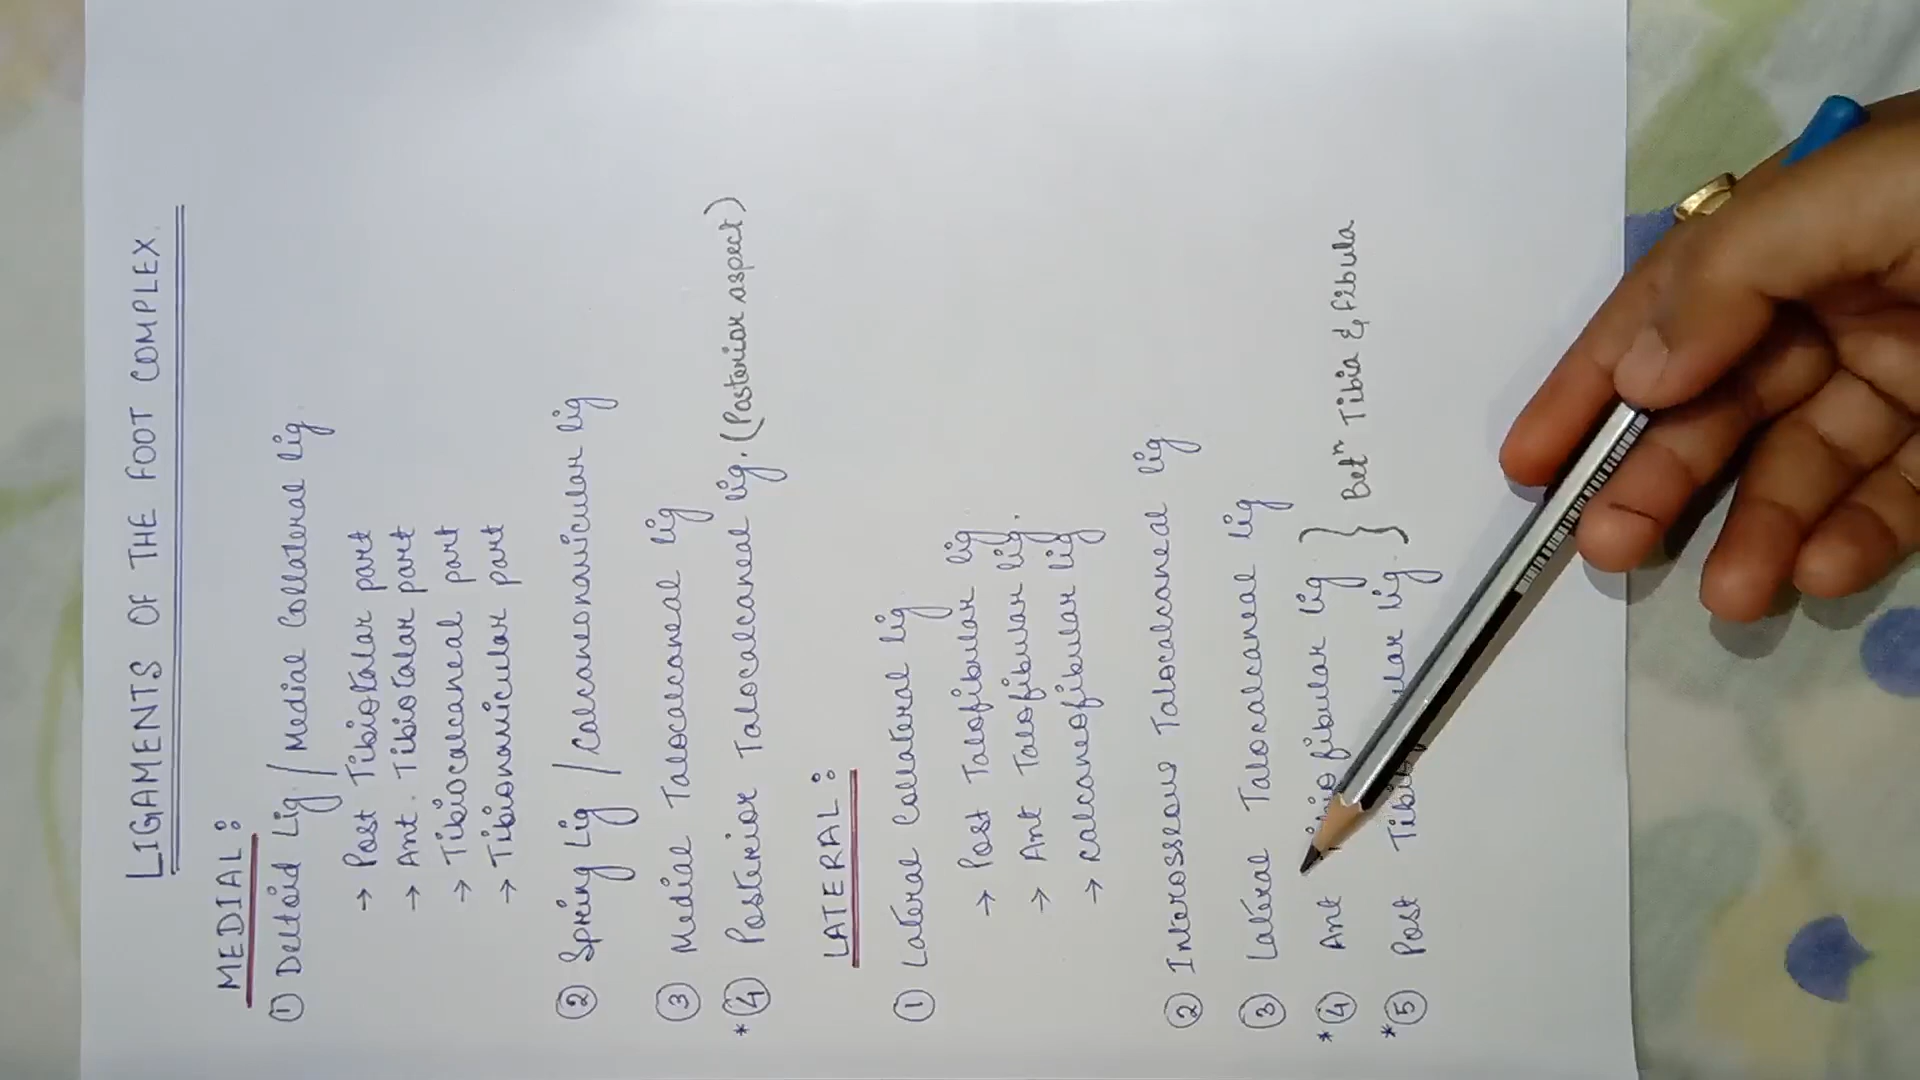 LIGAMENTS OF THE FOOT COMPLEX.
MEDIAL:
① Deltoid Lig / Medial Collateral lig.
→ Post Tibiotalar part
→ Ant. Tibiotalar part
→ Tibiocalcaneal part
→ Tibionavicular part
② Spring Lig / Calcaneonavicular lig
③ Medial Talocalcaneal lig
*④ Posterior Talocalcaneal lig. (Posterior aspect)
LATERAL:
① Lateral Collateral Lig
→ Post Talofibular lig
→ Ant Talofibular lig.
→ calcaneofibular lig
② Interosseous Talocalcaneal lig
③ Lateral Talocalcaneal lig
*④ Ant lig } Betⁿ Tibia & fibula
*⑤ Post lig.